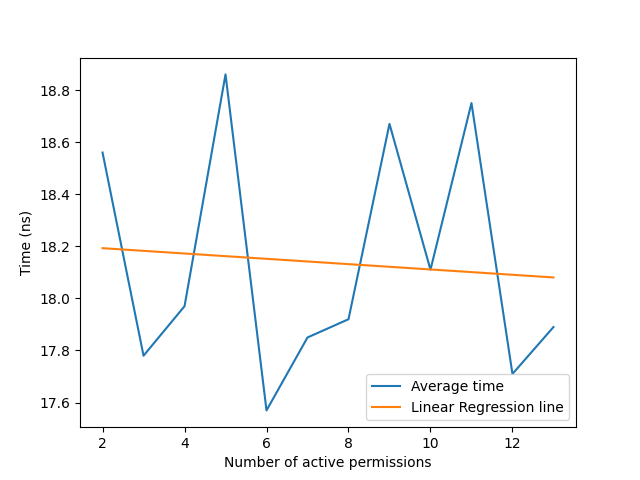 18.8
18.6
18.4
18.2
18.0
17.8
17.6
Time (ns)
2 4 6 8 10 12
Number of active permissions
Average time
Linear Regression line